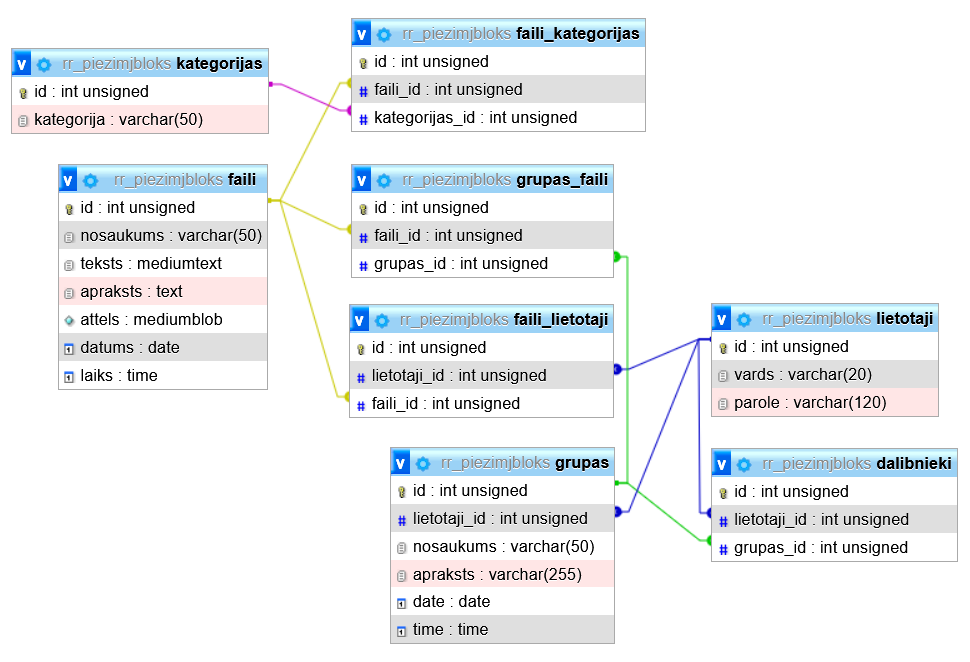 rr_piezimjbloks kategorijas
id : int unsigned
kategorija : varchar(50)
rr_piezimjbloks faili_kategorijas
id : int unsigned
faili_id : int unsigned
kategorijas_id : int unsigned
rr_piezimjbloks faili
id : int unsigned
nosaukums : varchar(50)
teksts : mediumtext
apraksts : text
attels : mediumblob
datums : date
laiks : time
rr_piezimjbloks grupas_faili
id : int unsigned
faili_id : int unsigned
grupas_id : int unsigned
rr_piezimjbloks faili_lietotaji
id : int unsigned
lietotaji_id : int unsigned
faili_id : int unsigned
rr_piezimjbloks lietotaji
id : int unsigned
vards : varchar(20)
parole : varchar(120)
rr_piezimjbloks grupas
id : int unsigned
lietotaji_id : int unsigned
nosaukums : varchar(50)
apraksts : varchar(255)
date : date
time : time
rr_piezimjbloks dalibnieki
id : int unsigned
lietotaji_id : int unsigned
grupas_id : int unsigned